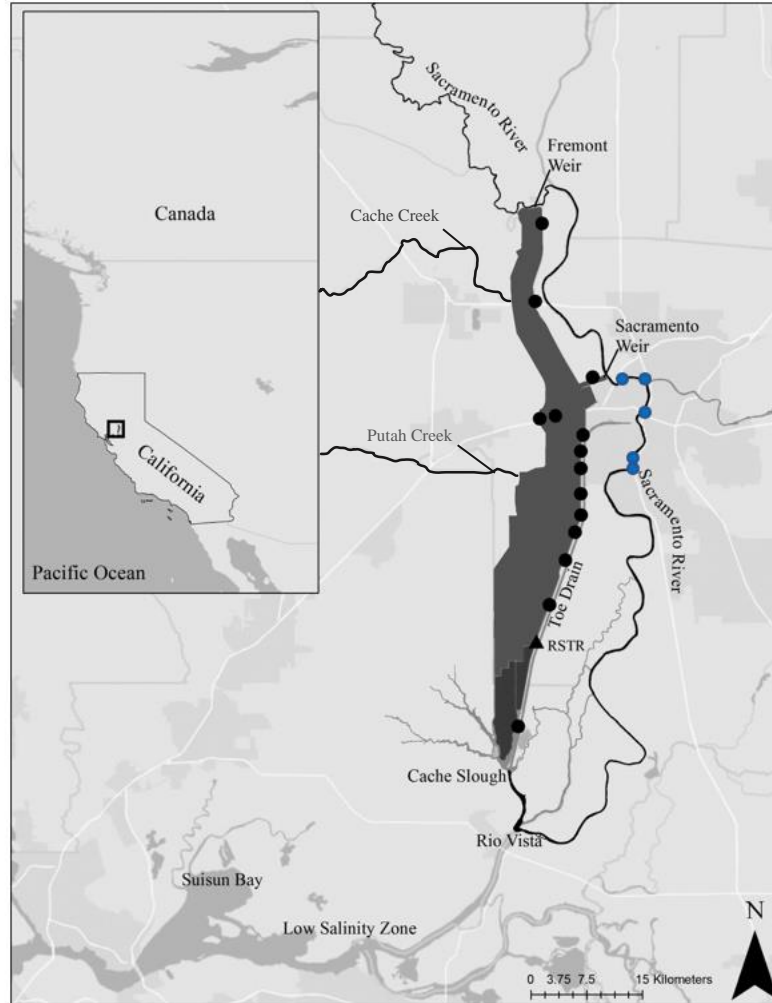 Sacramento River
Fremont
Weir
Cache Creek
Canada
Sacramento
Weir
Putah Creek
California
Sacramento River
Pacific Ocean
Toe Drain
RSTR
Cache Slough
Rio Vista
Suisun Bay
Low Salinity Zone
N
0 3.75 7.5 15 Kilometers